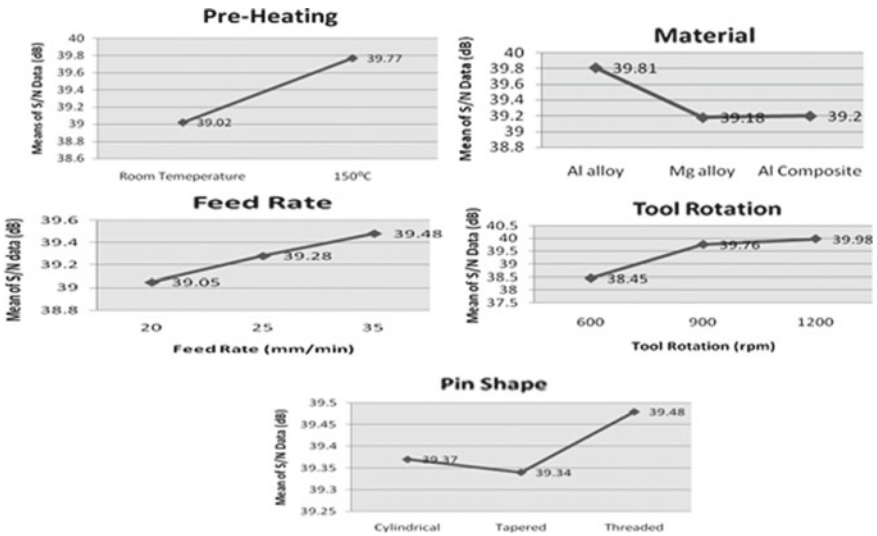 Pre-Heating
Means of S/N Data (dB)
40
39.8
39.6
39.4
39.2
39
38.8
38.6
39.02
39.77
Room Temeperature 150ºC
Material
Mean of S/N Data (dB)
40
39.8
39.6
39.4
39.2
39
38.8
39.81
39.18
39.2
Al alloy Mg alloy Al Composite
Feed Rate
Mean of S/N data (dB)
39.6
39.4
39.2
39
38.8
39.05
39.28
39.48
20 25 35
Feed Rate (mm/min)
Tool Rotation
Mean of S/N Data (dB)
40.5
40
39.5
39
38.5
38
37.5
38.45
39.76
39.98
600 900 1200
Tool Rotation (rpm)
Pin Shape
Mean of S/N Data (dB)
39.5
39.45
39.4
39.35
39.3
39.25
39.37
39.34
39.48
Cylindrical Tapered Threaded